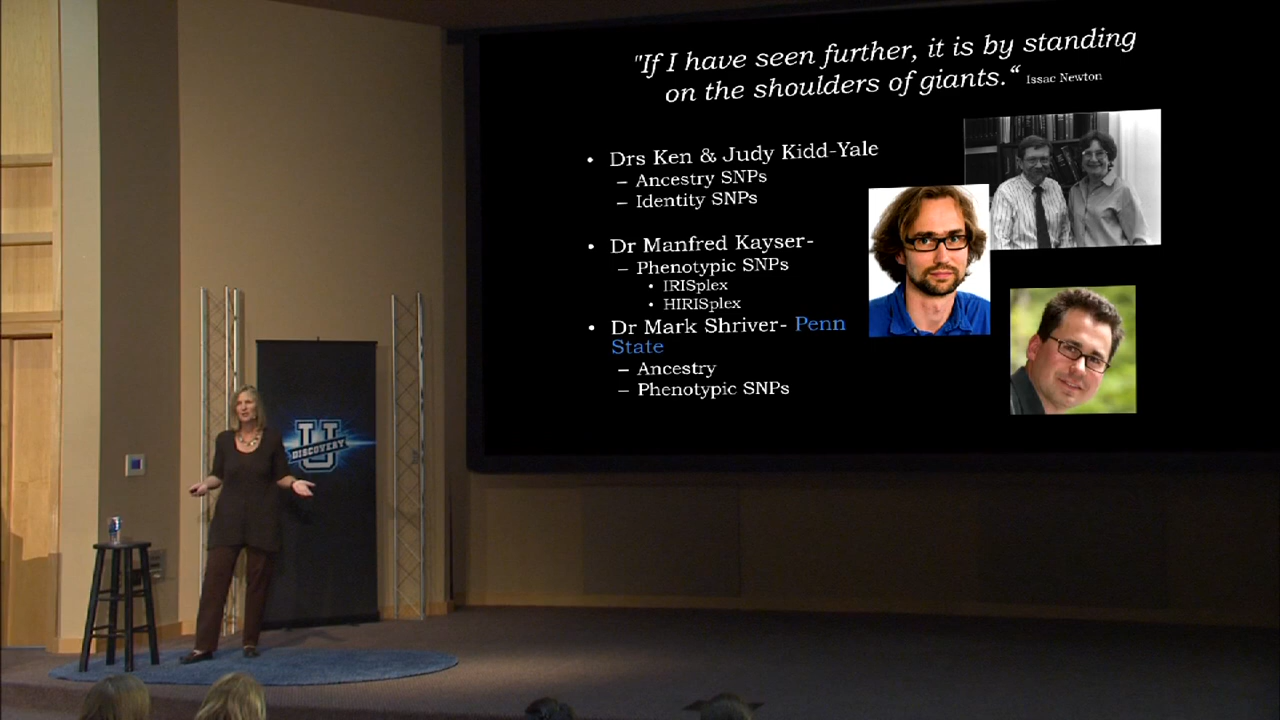 "If I have seen further, it is by standing
on the shoulders of giants.“ Issac Newton
• Drs Ken & Judy Kidd-Yale
– Ancestry SNPs
– Identity SNPs
• Dr Manfred Kayser-
– Phenotypic SNPs
• IRISplex
• HIRISplex
• Dr Mark Shriver- Penn
State
– Ancestry
– Phenotypic SNPs
U
DISCOVERY